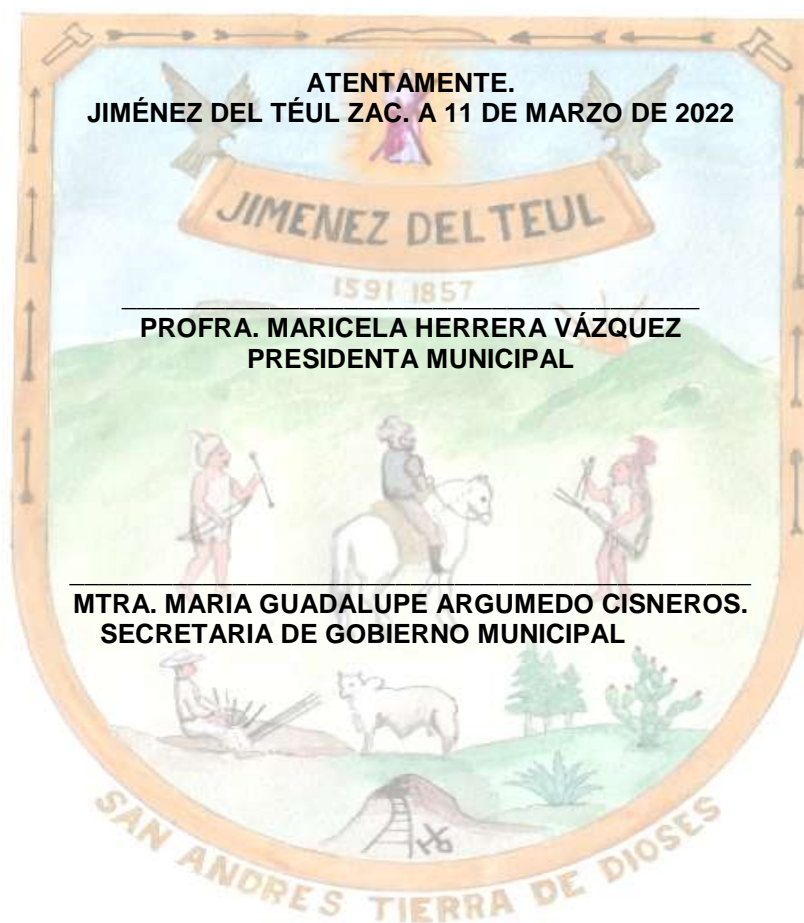 ATENTAMENTE.
JIMÉNEZ DEL TÉUL ZAC. A 11 DE MARZO DE 2022
JIMENEZ DEL TEUL
1591 1857
PROFRA. MARICELA HERRERA VÁZQUEZ
PRESIDENTA MUNICIPAL
MTRA. MARIA GUADALUPE ARGUMEDO CISNEROS.
SECRETARIA DE GOBIERNO MUNICIPAL
SAN ANDRES TIERRA DE DIOSES